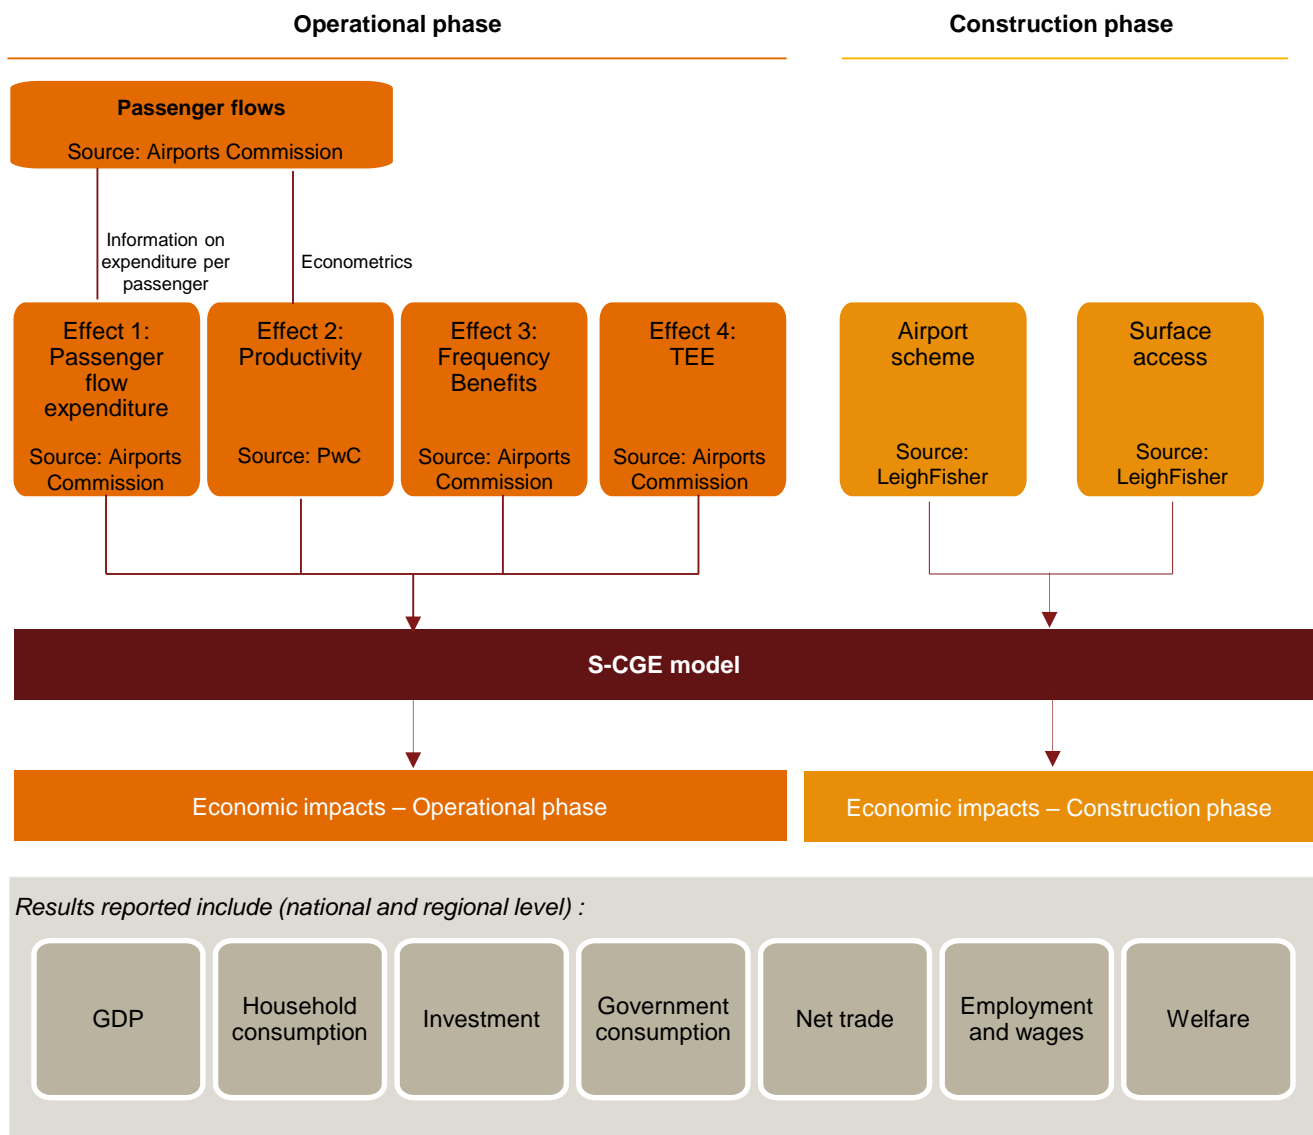 Operational phase
Construction phase
Passenger flows
Source: Airports Commission
Information on
expenditure per
passenger
Econometrics
Effect 1:
Passenger
flow
expenditure
Source: Airports
Commission
Effect 2:
Productivity
Source: PwC
Effect 3:
Frequency
Benefits
Source: Airports
Commission
Effect 4:
TEE
Source: Airports
Commission
Airport
scheme
Source:
LeighFisher
Surface
access
Source:
LeighFisher
S-CGE model
Economic impacts – Operational phase
Economic impacts – Construction phase
Results reported include (national and regional level) :
GDP
Household
consumption
Investment
Government
consumption
Net trade
Employment
and wages
Welfare